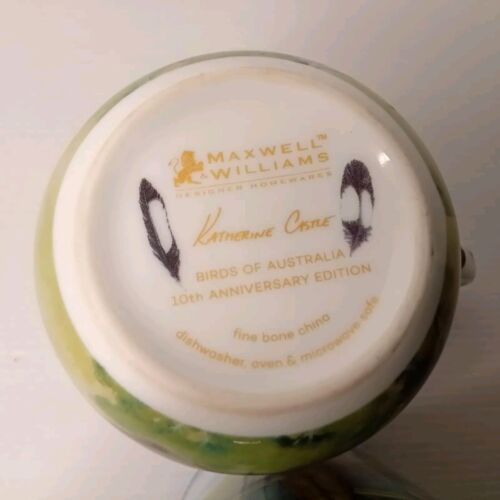 MAXWELL™
& WILLIAMS
DESIGNER HOMEWARES
KATHERINE CASTLE
BIRDS OF AUSTRALIA
10th ANNIVERSARY EDITION
fine bone china
dishwasher, oven & microwave safe